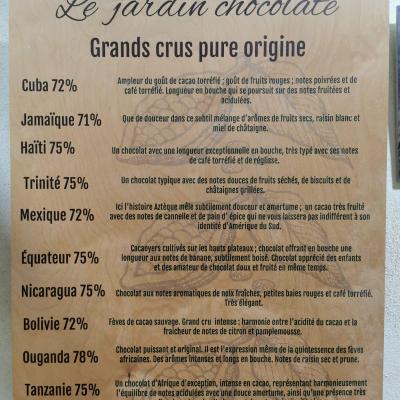 Le jardin chocolaté
Grands crus pure origine
Cuba 72%
Ampleur du goût de cacao torréfié ; goût de fruits rouges ; notes poivrées et de
café torréfié. Longueur en bouche qui se poursuit sur des notes fruitées et
acidulées.
Jamaïque 71%
Que de douceur dans ce subtil mélange d'arômes de fruits secs, raisin blanc et
miel de châtaigne.
Haïti 75%
Un chocolat avec une longueur exceptionnelle en bouche, très typé avec ses notes
de café torréfié et de réglisse.
Trinité 75%
Un chocolat typique avec des notes douces de fruits séchés, de biscuits et de
châtaignes grillées.
Mexique 72%
Ici l'histoire Aztèque mêle subtilement douceur et amertume ; un cacao très fruité
avec des notes de cannelle et de pain d' épice qui ne vous laissera pas indifférent à son
identité d'Amérique du Sud.
Équateur 75%
Cacaoyers cultivés sur les hauts plateaux ; chocolat offrant en bouche une
longueur aux notes de banane, subtilement boisé. Chocolat apprécié des enfants
et des amateur de chocolat doux et fruité en même temps.
Nicaragua 75%
Chocolat aux notes aromatiques de noix fraîches, petites baies rouges et café torréfié.
Très élégant.
Bolivie 72%
Fèves de cacao sauvage. Grand cru intense ; harmonie entre l'acidité du cacao et la
fraicheur de notes de citron et pamplemousse.
Ouganda 78%
Chocolat puissant et original. Il est l'expression même de la quintessence des fèves
africaines. Des arômes intenses et longs en bouche. Notes de raisin sec et prune.
Tanzanie 75%
Un chocolat d'Afrique d'exception, intense en cacao, représentant harmonieusement
l'équilibre de notes acidulées avec une douce amertume, ainsi qu'une présence très